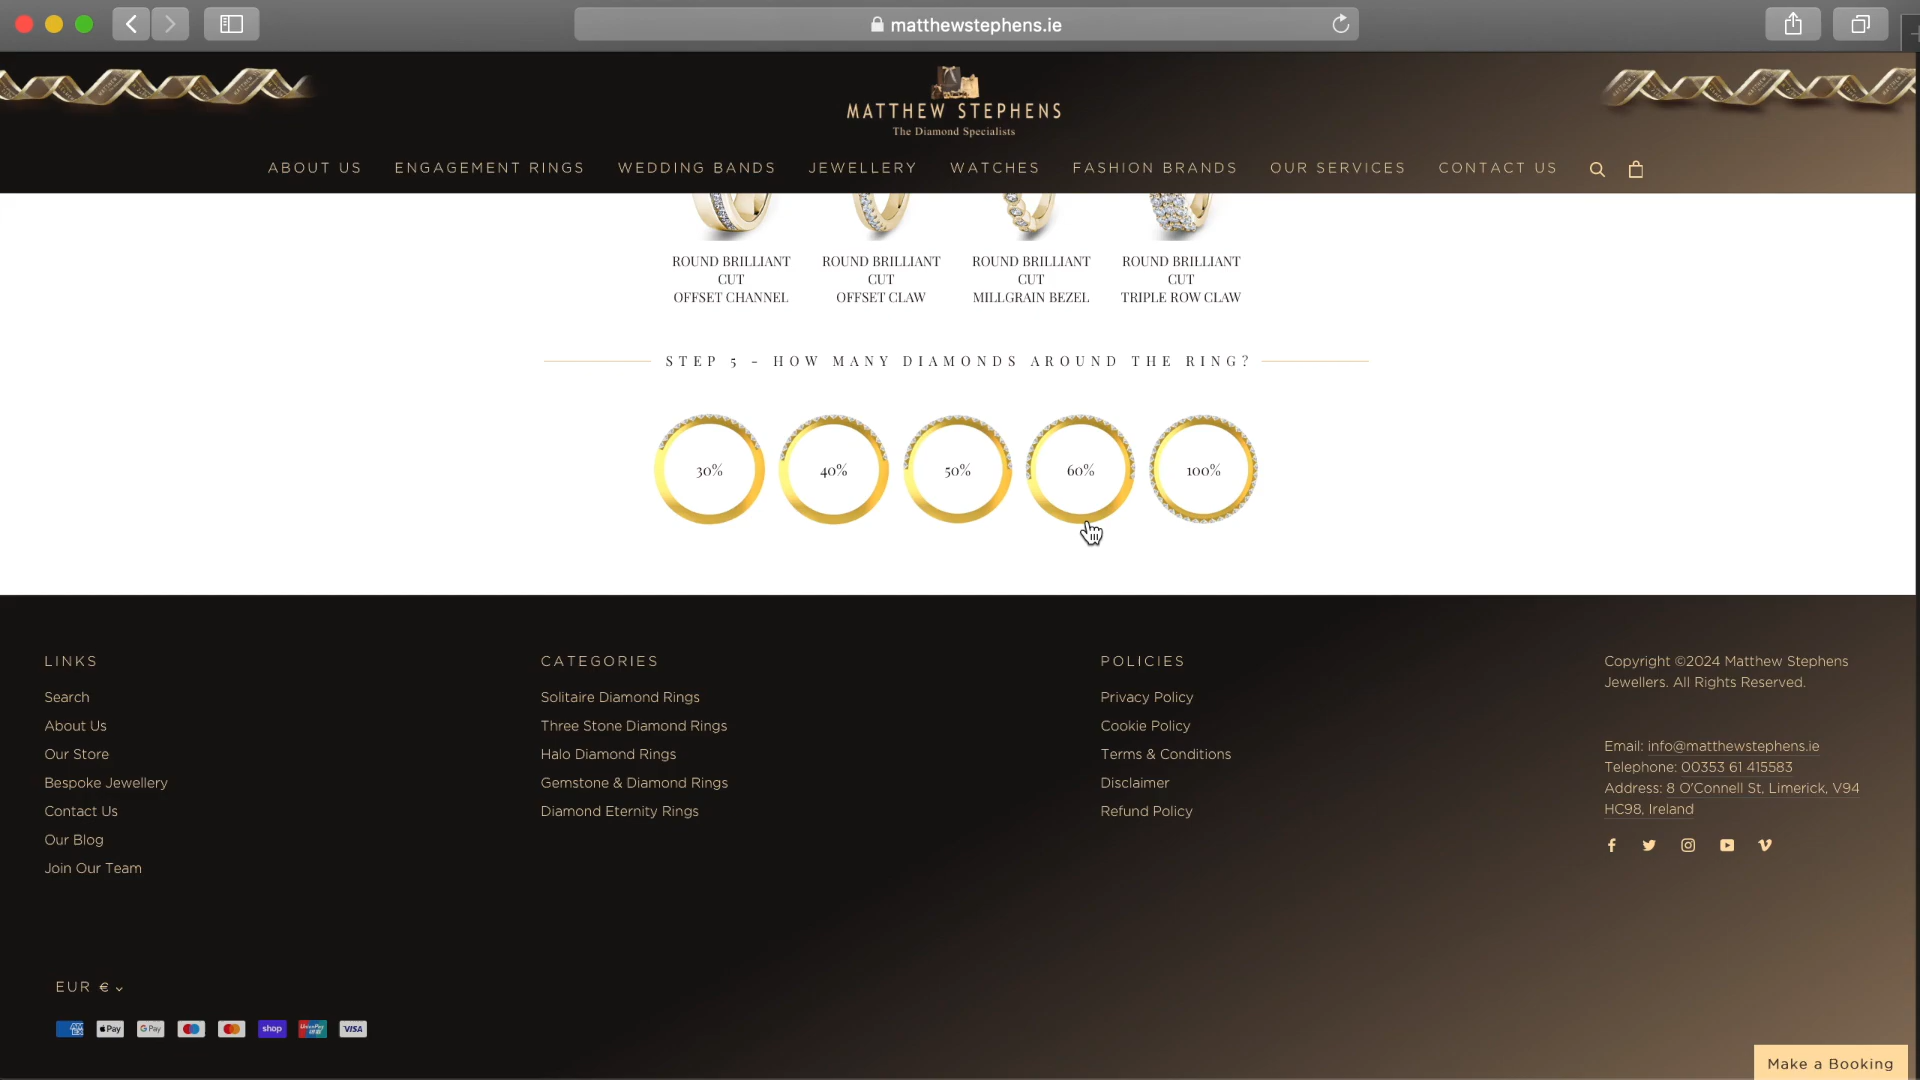 matthewstephens.ie
MATTHEW STEPHENS
The Diamond Specialists
ABOUT US
ENGAGEMENT RINGS
WEDDING BANDS
JEWELLERY
WATCHES
FASHION BRANDS
OUR SERVICES
CONTACT US
ROUND BRILLIANT
CUT
OFFSET CHANNEL
ROUND BRILLIANT
CUT
OFFSET CLAW
ROUND BRILLIANT
CUT
MILLGRAIN BEZEL
ROUND BRILLIANT
CUT
TRIPLE ROW CLAW
STEP 5 - HOW MANY DIAMONDS AROUND THE RING?
30%
40%
50%
60%
100%
LINKS
Search
About Us
Our Store
Bespoke Jewellery
Contact Us
Our Blog
Join Our Team
CATEGORIES
Solitaire Diamond Rings
Three Stone Diamond Rings
Halo Diamond Rings
Gemstone & Diamond Rings
Diamond Eternity Rings
POLICIES
Privacy Policy
Cookie Policy
Terms & Conditions
Disclaimer
Refund Policy
Copyright ©2024 Matthew Stephens
Jewellers. All Rights Reserved.
Email: info@matthewstephens.ie
Telephone: 00353 61 415583
Address: 8 O'Connell St, Limerick, V94
HC98, Ireland
EUR €
Pay
G Pay
shop
UnionPay
VISA
Make a Booking